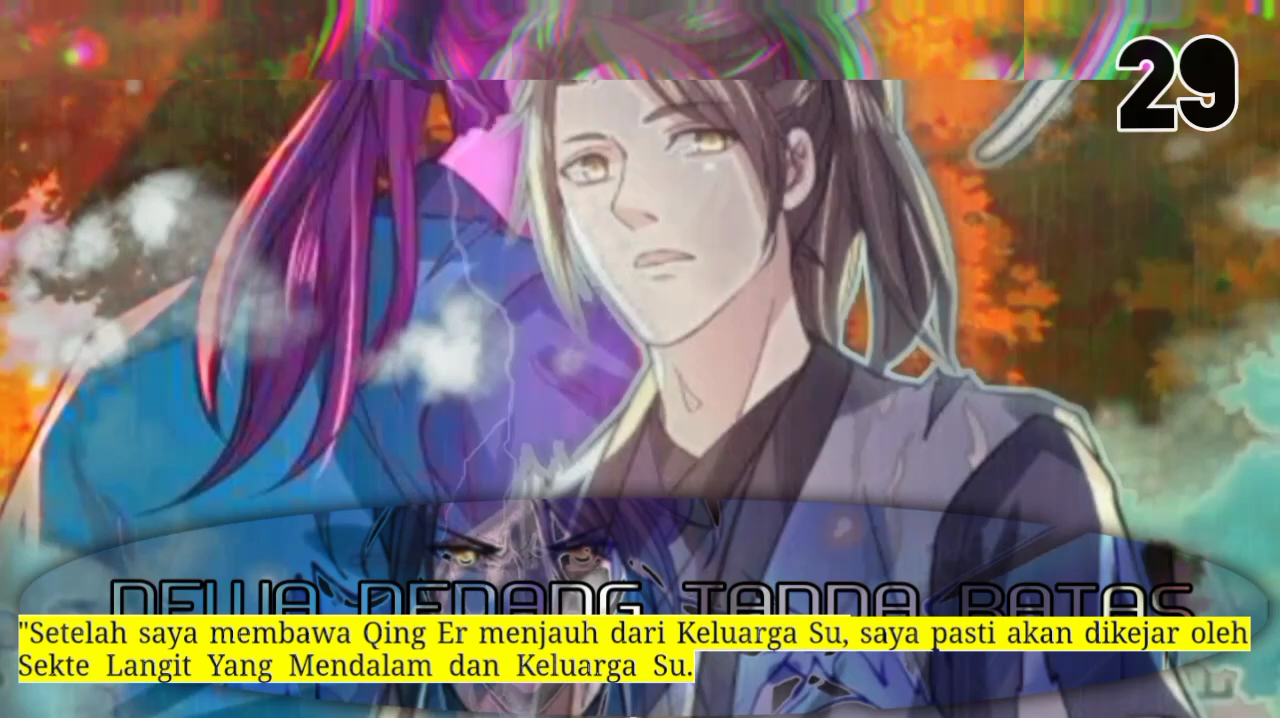 29
DEWA PEDANG TANPA BATAS
"Setelah saya membawa Qing Er menjauh dari Keluarga Su, saya pasti akan dikejar oleh
Sekte Langit Yang Mendalam dan Keluarga Su.